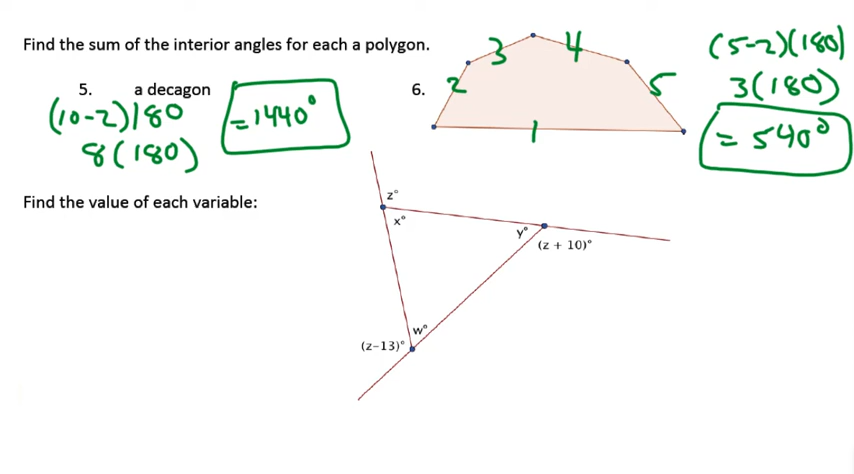 Find the sum of the interior angles for each a polygon.
5. a decagon
(10-2)180
8(180)
=1440°
6.
1
2
3
4
5
(5-2)(180)
3(180)
= 540°
Find the value of each variable:
z°
x°
y°
(z + 10)°
w°
(z-13)°